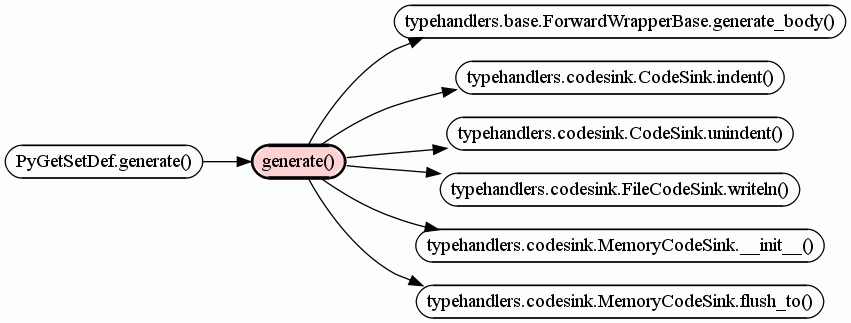 typehandlers.base.ForwardWrapperBase.generate_body()
typehandlers.codesink.CodeSink.indent()
typehandlers.codesink.CodeSink.unindent()
PyGetSetDef.generate()
generate()
typehandlers.codesink.FileCodeSink.writeln()
typehandlers.codesink.MemoryCodeSink.__init__()
typehandlers.codesink.MemoryCodeSink.flush_to()